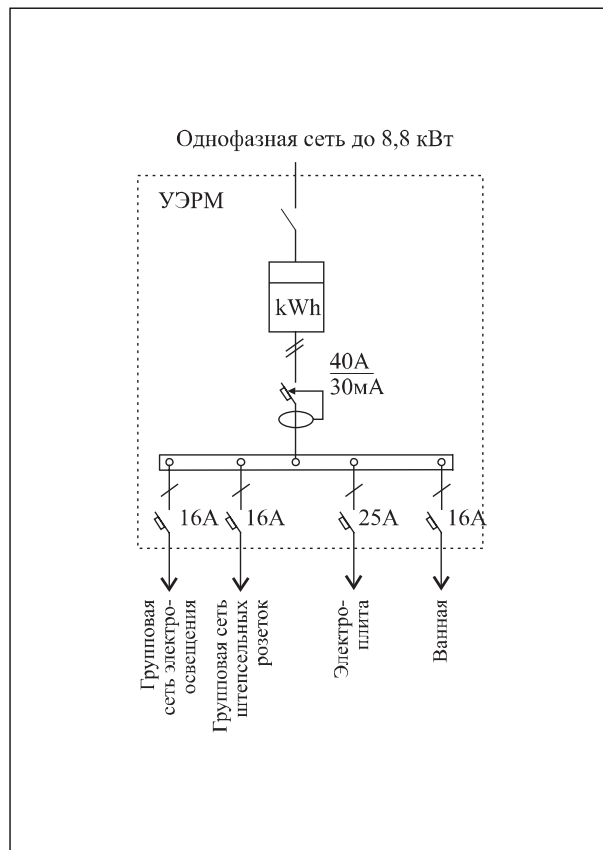 Однофазная сеть до 8,8 кВт
УЭРМ
kWh
40А
30мА
16А
16А
25А
16А
Групповая
сеть электро-
освещения
Групповая сеть
штепсельных
розеток
Электро-
плита
Ванная